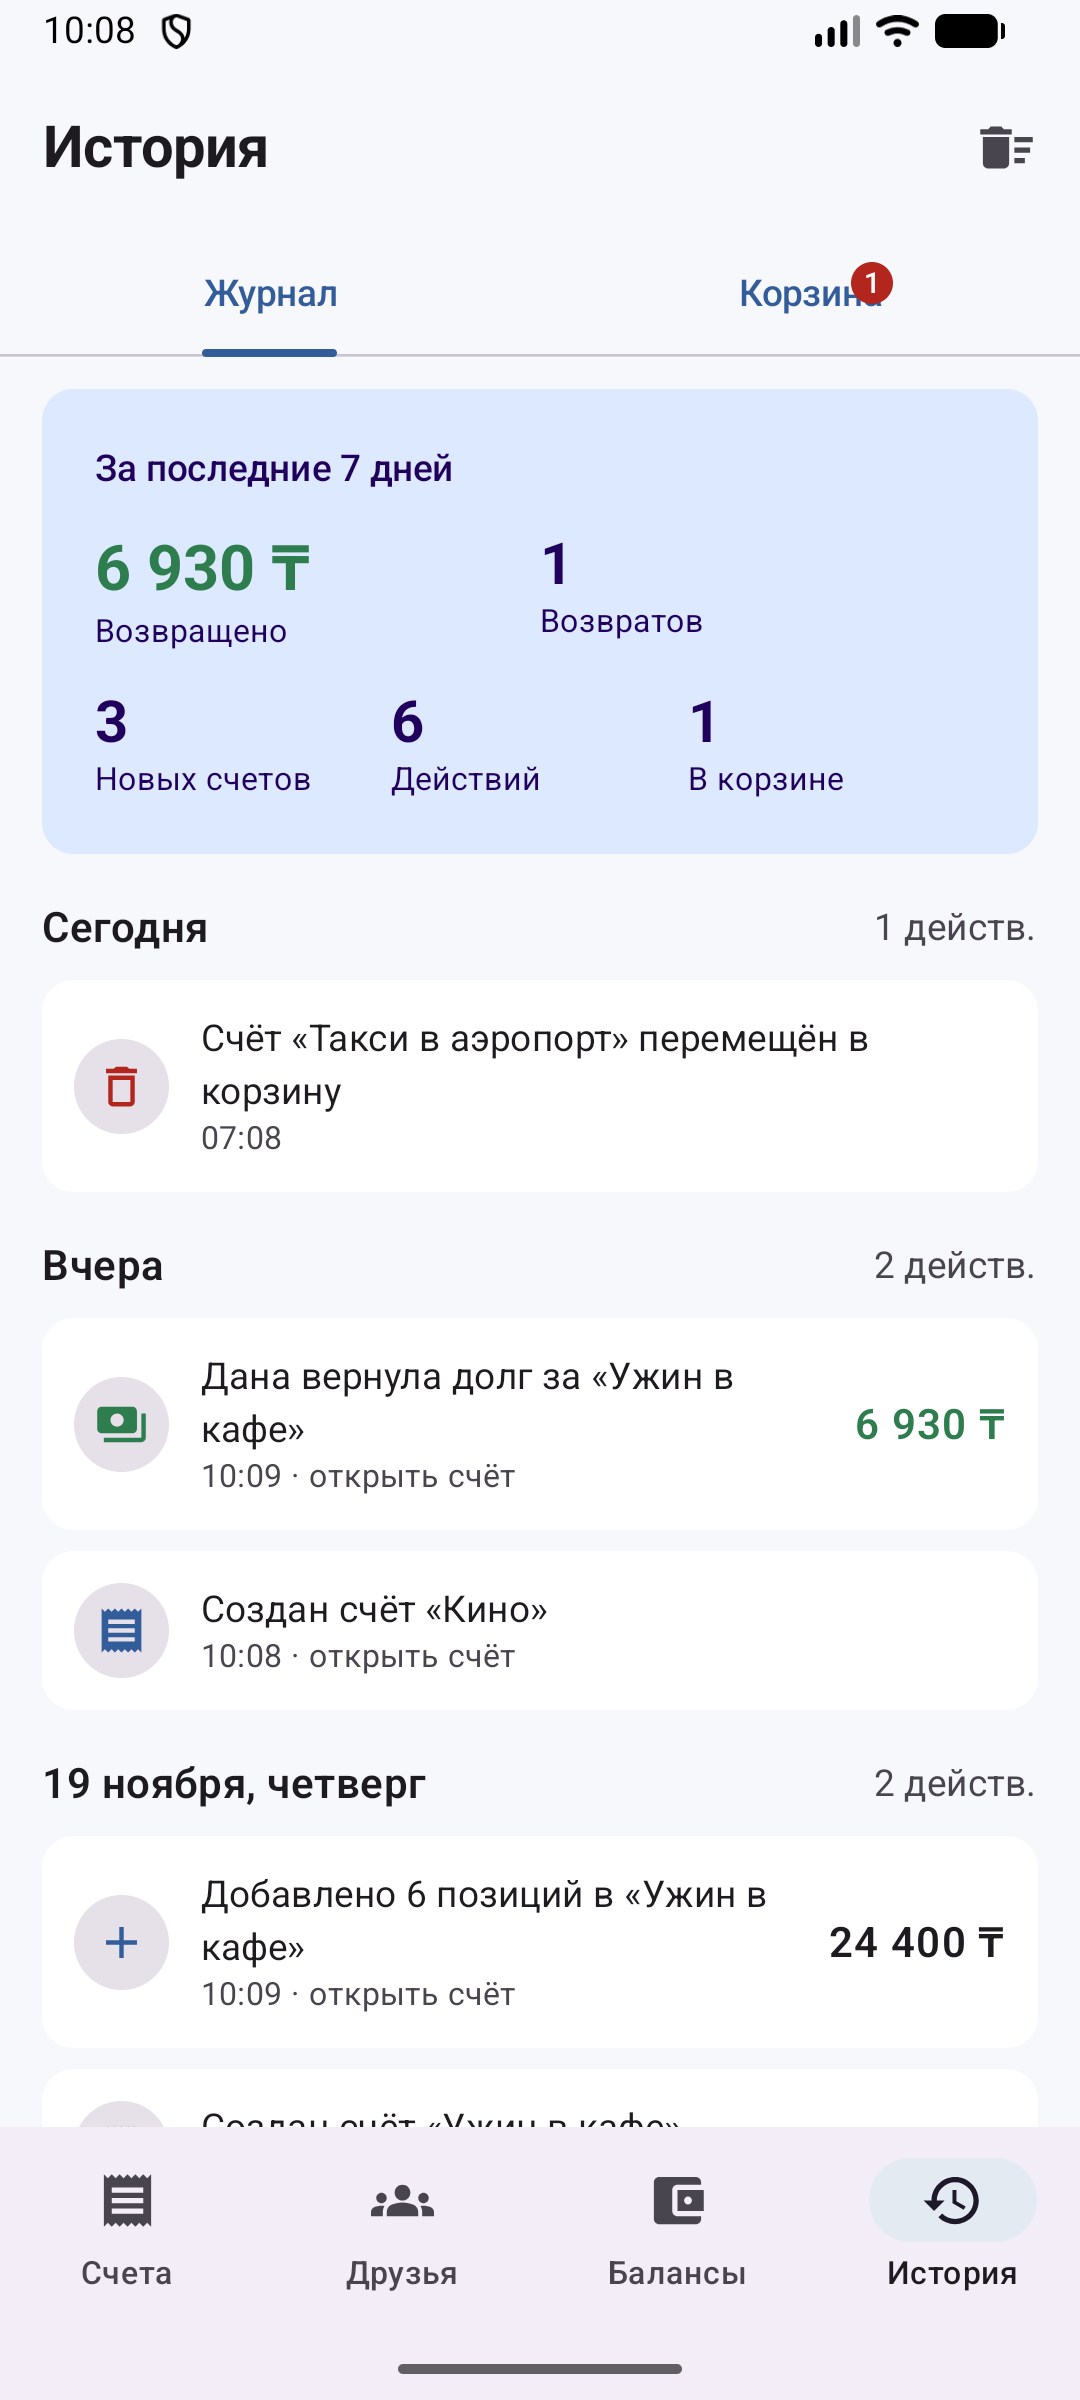 10:08
История
Журнал
Корзина
1
За последние 7 дней
6 930 ₸
Возвращено
1
Возвратов
3
Новых счетов
6
Действий
1
В корзине
Сегодня
1 действ.
Счёт «Такси в аэропорт» перемещён в
корзину
07:08
Вчера
2 действ.
Дана вернула долг за «Ужин в
кафе»
6 930 ₸
10:09 · открыть счёт
Создан счёт «Кино»
10:08 · открыть счёт
19 ноября, четверг
2 действ.
Добавлено 6 позиций в «Ужин в
кафе»
24 400 ₸
10:09 · открыть счёт
Создан счёт «Ужин в кафе»
Счета
Друзья
Балансы
История